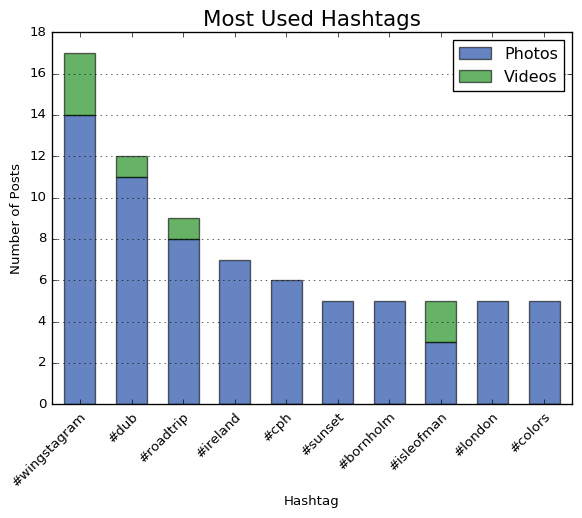 Most Used Hashtags
Photos
Videos
Number of Posts
18
16
14
12
10
8
6
4
2
0
#wingstagram
#dub
#roadtrip
#ireland
#cph
#sunset
#bornholm
#isleofman
#london
#colors
Hashtag